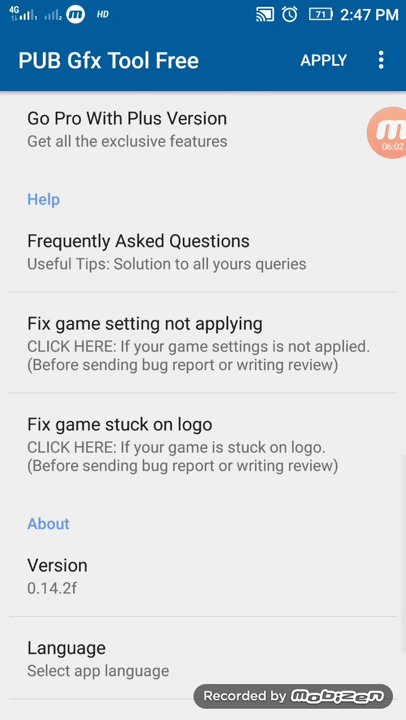 4G
HD
71
2:47 PM
PUB Gfx Tool Free
APPLY
Go Pro With Plus Version
Get all the exclusive features
06:02
Help
Frequently Asked Questions
Useful Tips: Solution to all yours queries
Fix game setting not applying
CLICK HERE: If your game settings is not applied.
(Before sending bug report or writing review)
Fix game stuck on logo
CLICK HERE: If your game is stuck on logo.
(Before sending bug report or writing review)
About
Version
0.14.2f
Language
Select app language
Recorded by mobizen